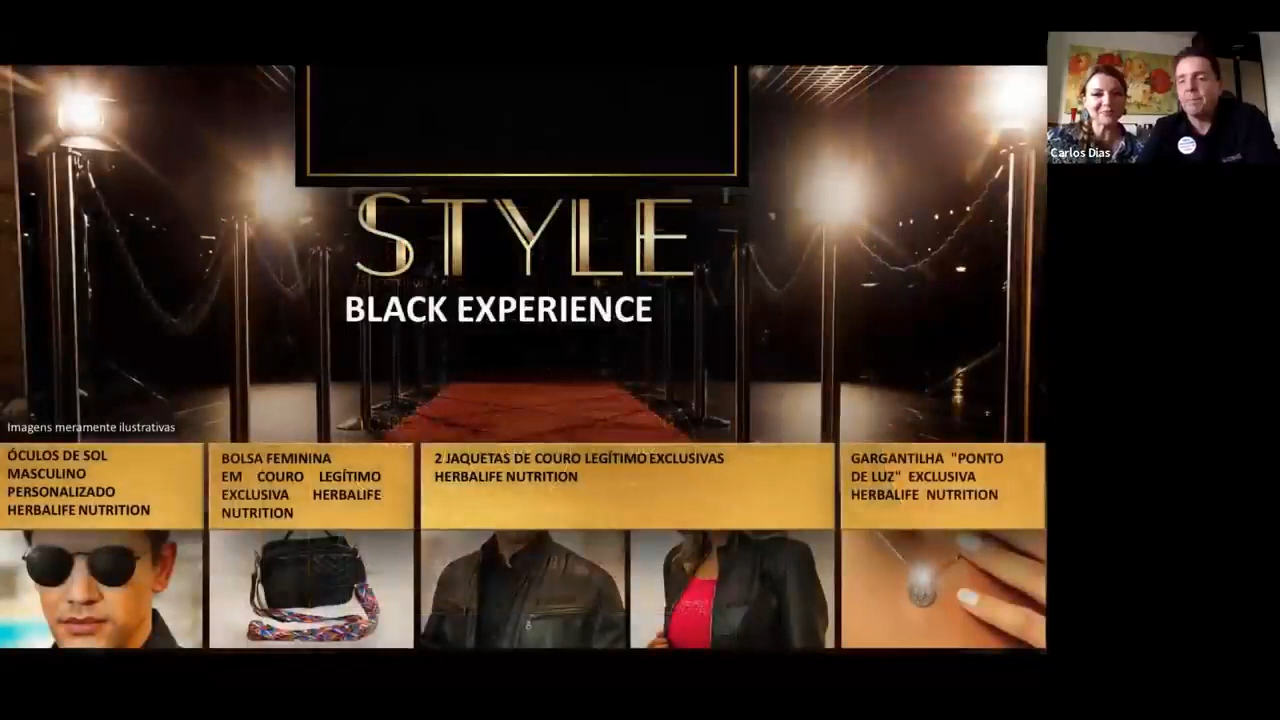 Carlos Dias
STYLE
BLACK EXPERIENCE
Imagens meramente ilustrativas
ÓCULOS DE SOL
MASCULINO
PERSONALIZADO
HERBALIFE NUTRITION
BOLSA FEMININA
EM COURO LEGÍTIMO
EXCLUSIVA HERBALIFE
NUTRITION
2 JAQUETAS DE COURO LEGÍTIMO EXCLUSIVAS
HERBALIFE NUTRITION
GARGANTILHA "PONTO
DE LUZ" EXCLUSIVA
HERBALIFE NUTRITION